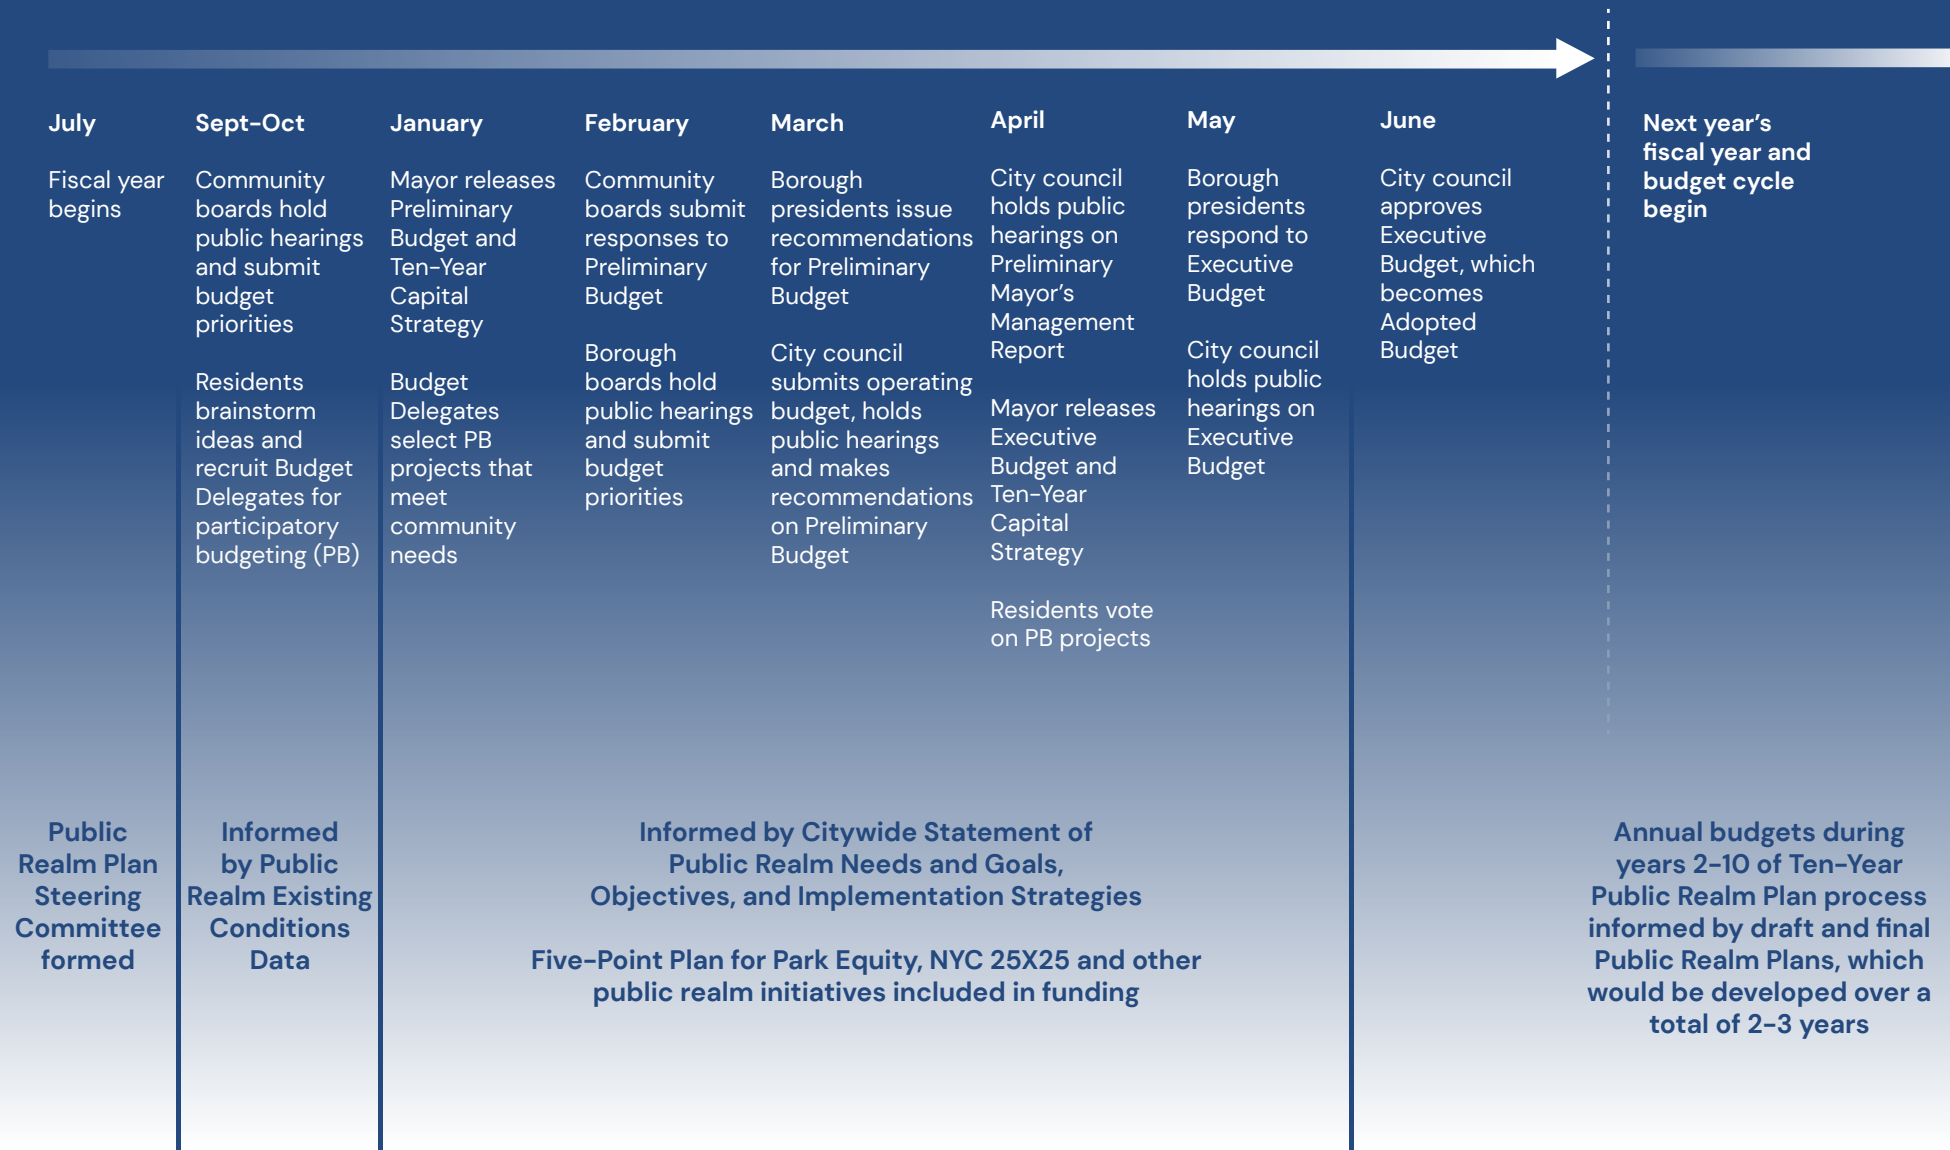 July
Fiscal year
begins
Sept-Oct
Community
boards hold
public hearings
and submit
budget
priorities
Residents
brainstorm
ideas and
recruit Budget
Delegates for
participatory
budgeting (PB)
January
Mayor releases
Preliminary
Budget and
Ten-Year
Capital
Strategy
Budget
Delegates
select PB
projects that
meet
community
needs
February
Community
boards submit
responses to
Preliminary
Budget
Borough
boards hold
public hearings
and submit
budget
priorities
March
Borough
presidents issue
recommendations
for Preliminary
Budget
City council
submits operating
budget, holds
public hearings
and makes
recommendations
on Preliminary
Budget
April
City council
holds public
hearings on
Preliminary
Mayor’s
Management
Report
Mayor releases
Executive
Budget and
Ten-Year
Capital
Strategy
Residents vote
on PB projects
May
Borough
presidents
respond to
Executive
Budget
City council
holds public
hearings on
Executive
Budget
June
City council
approves
Executive
Budget, which
becomes
Adopted
Budget
Next year’s
fiscal year and
budget cycle
begin
Public
Realm Plan
Steering
Committee
formed
Informed
by Public
Realm Existing
Conditions
Data
Informed by Citywide Statement of
Public Realm Needs and Goals,
Objectives, and Implementation Strategies
Five-Point Plan for Park Equity, NYC 25X25 and other
public realm initiatives included in funding
Annual budgets during
years 2-10 of Ten-Year
Public Realm Plan process
informed by draft and final
Public Realm Plans, which
would be developed over a
total of 2-3 years